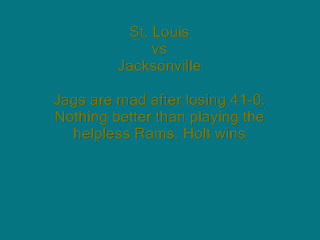 St. Louis
vs
Jacksonville
Jags are mad after losing 41-0.
Nothing better than playing the
helpless Rams. Holt wins.